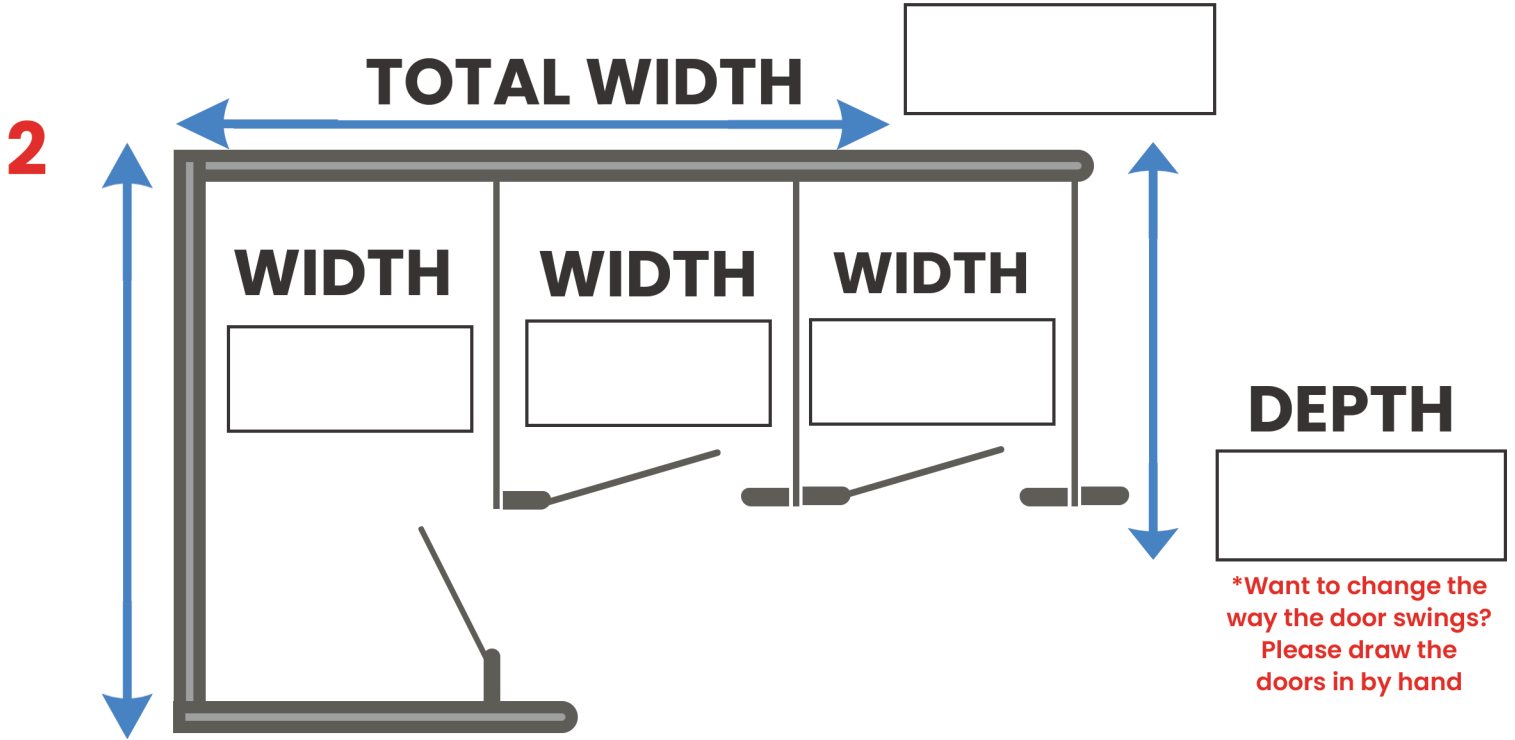 TOTAL WIDTH
2
WIDTH WIDTH WIDTH
DEPTH
*Want to change the
way the door swings?
Please draw the
doors in by hand